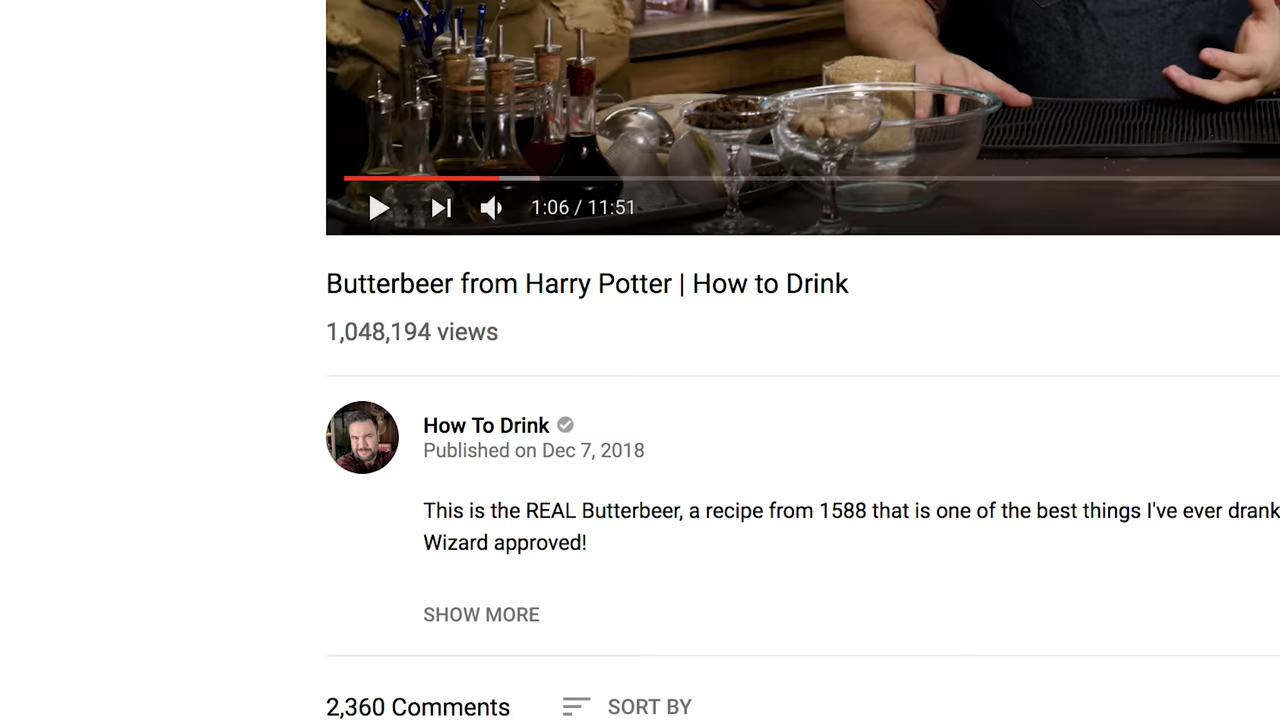 1:06 / 11:51
Butterbeer from Harry Potter | How to Drink
1,048,194 views
How To Drink
Published on Dec 7, 2018
This is the REAL Butterbeer, a recipe from 1588 that is one of the best things I've ever drank
Wizard approved!
SHOW MORE
2,360 Comments
SORT BY